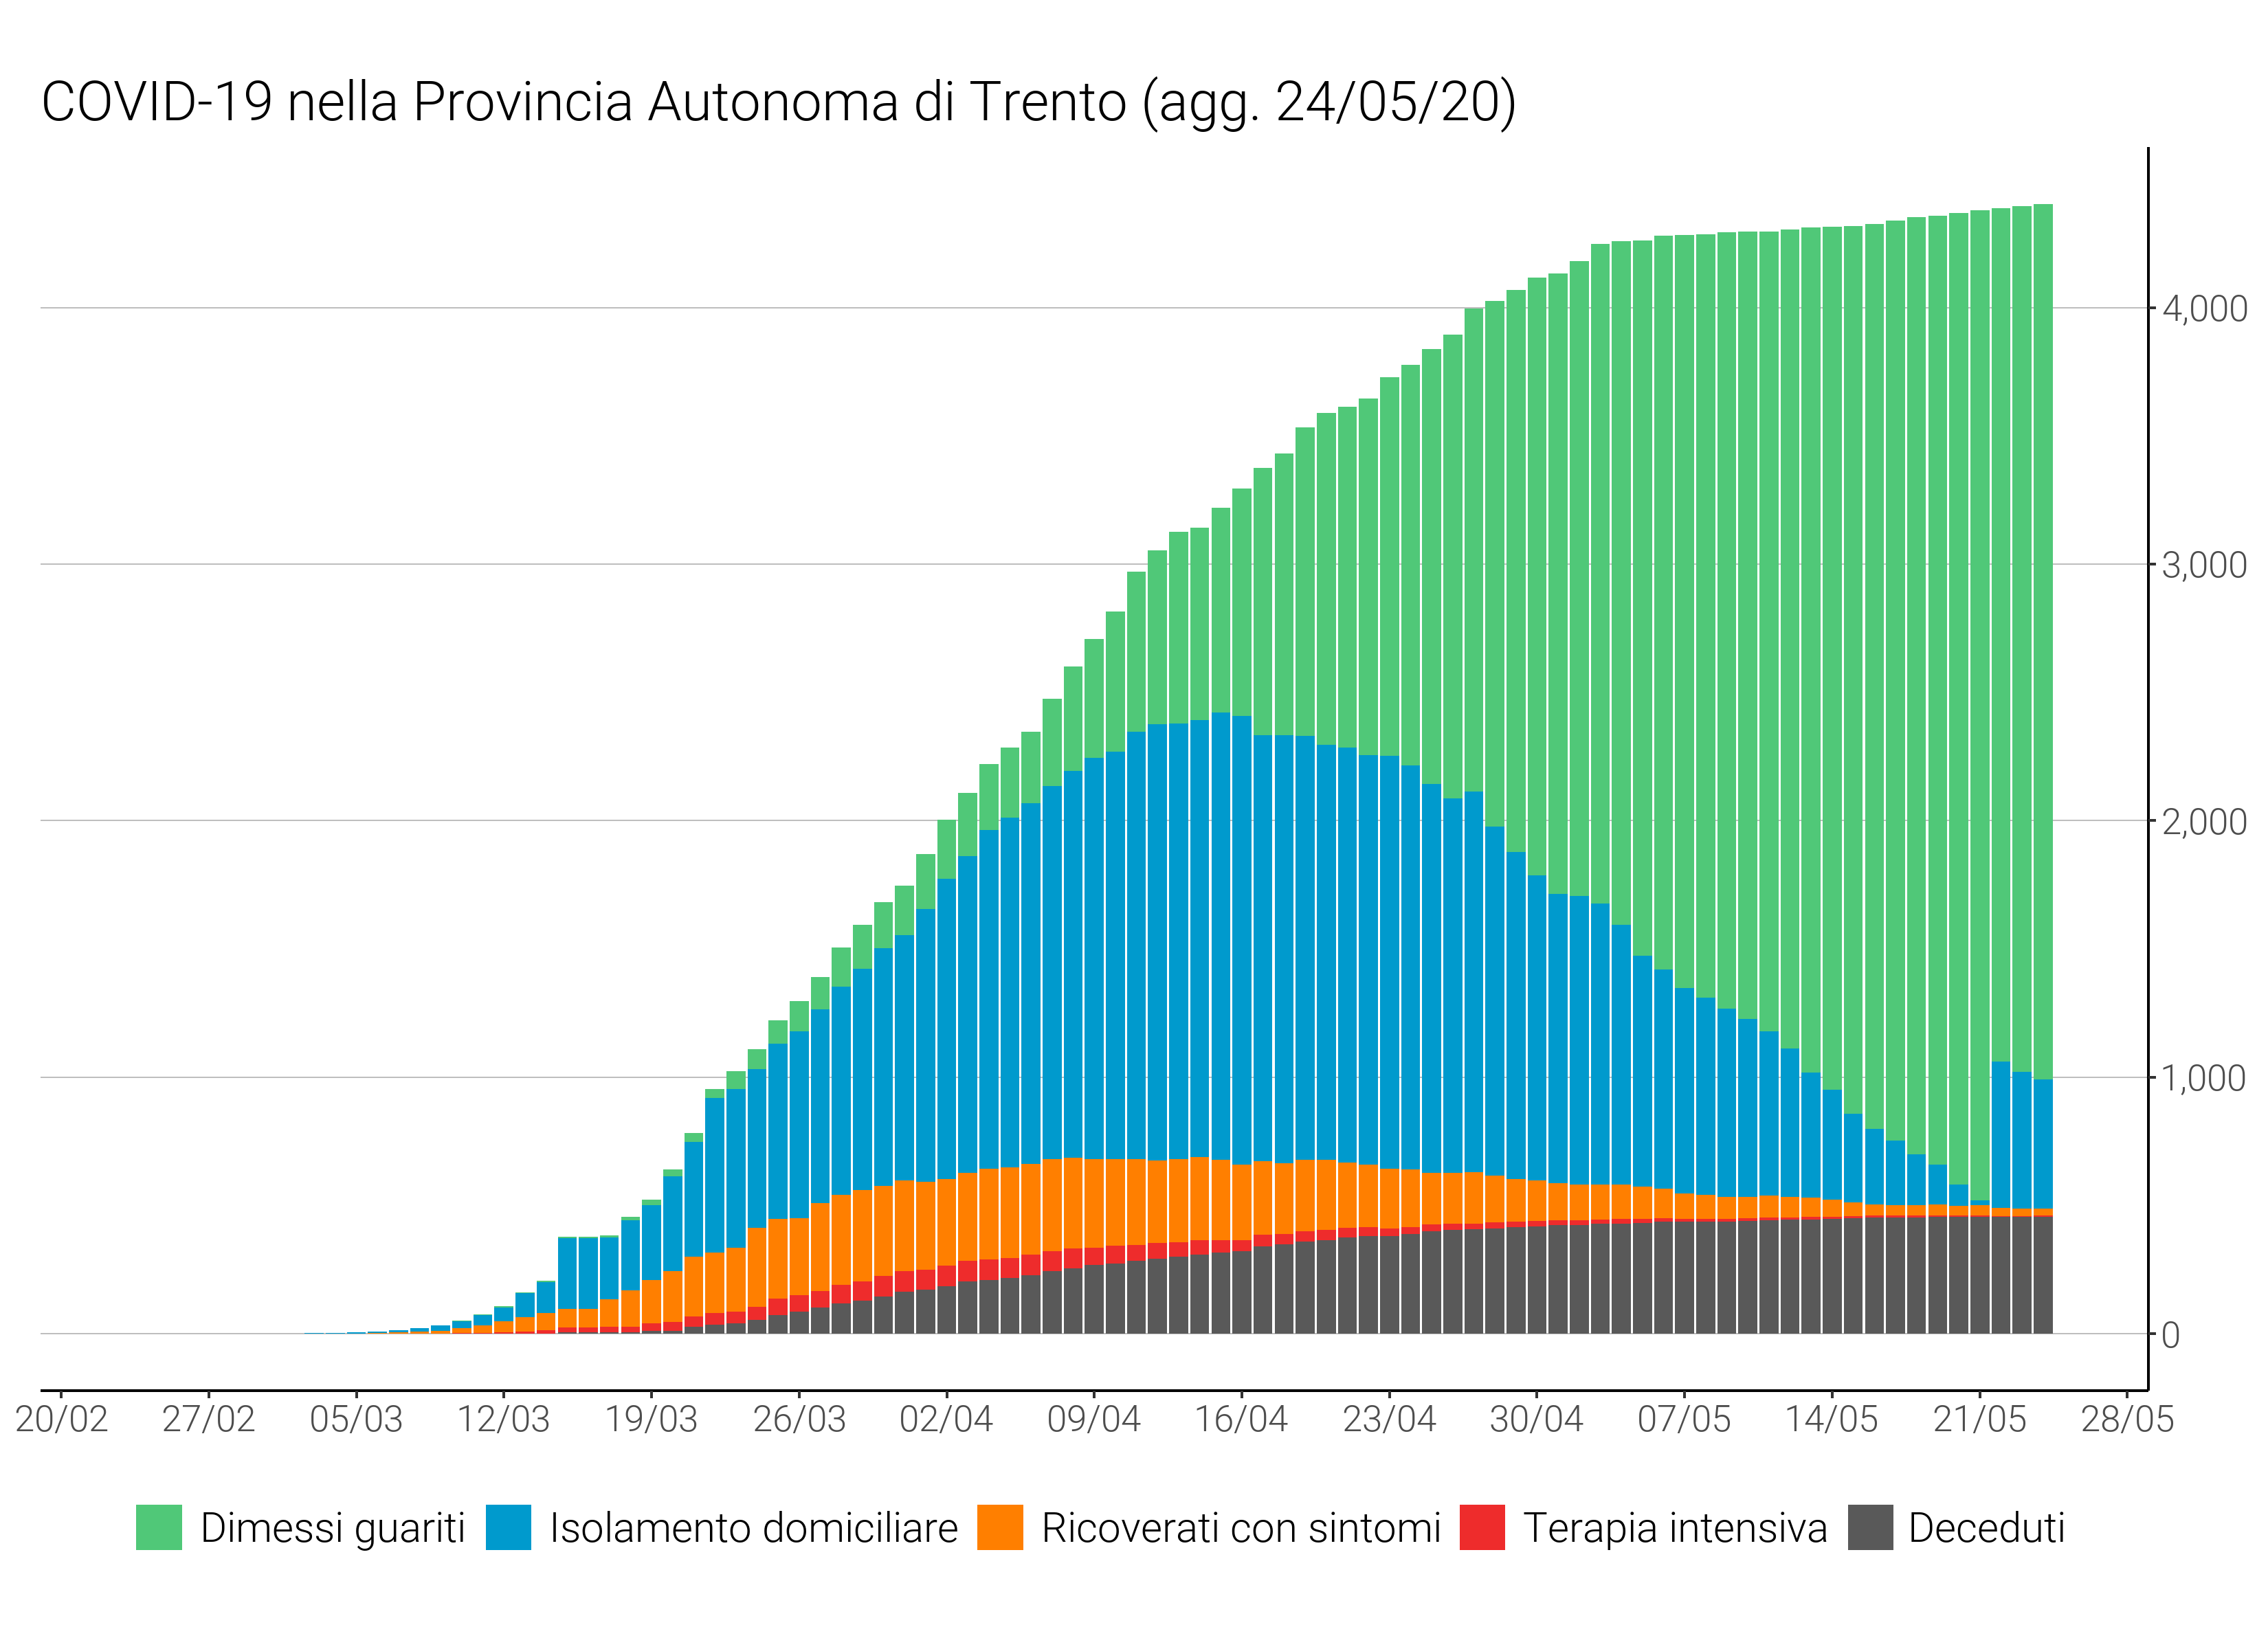 COVID-19 nella Provincia Autonoma di Trento (agg. 24/05/20)
4,000
3,000
2,000
1,000
0
20/02 27/02 05/03 12/03 19/03 26/03 02/04 09/04 16/04 23/04 30/04 07/05 14/05 21/05 28/05
Dimessi guariti Isolamento domiciliare Ricoverati con sintomi Terapia intensiva Deceduti